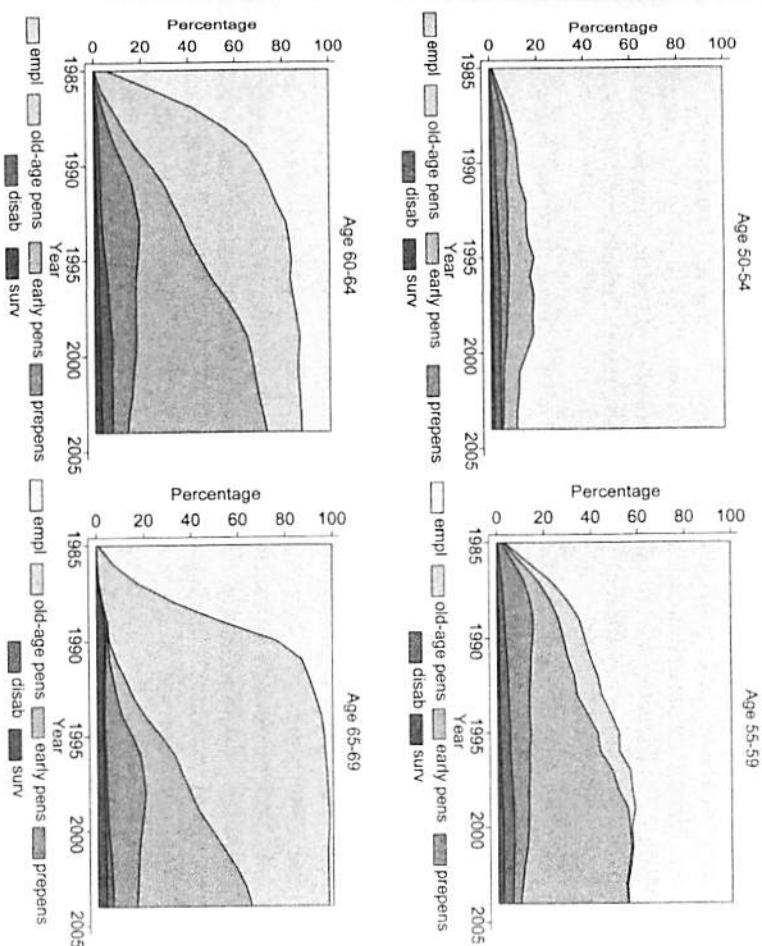 Age 50-54
Percentage
100
80
60
40
20
0
1985 1990 1995 2000 2005
Year
empl old-age pens early pens prepens
disab surv
Age 55-59
Percentage
100
80
60
40
20
0
1985 1990 1995 2000 2005
Year
empl old-age pens early pens prepens
disab surv
Age 60-64
Percentage
100
80
60
40
20
0
1985 1990 1995 2000 2005
Year
empl old-age pens early pens prepens
disab surv
Age 65-69
Percentage
100
80
60
40
20
0
1985 1990 1995 2000 2005
Year
empl old-age pens early pens prepens
disab surv